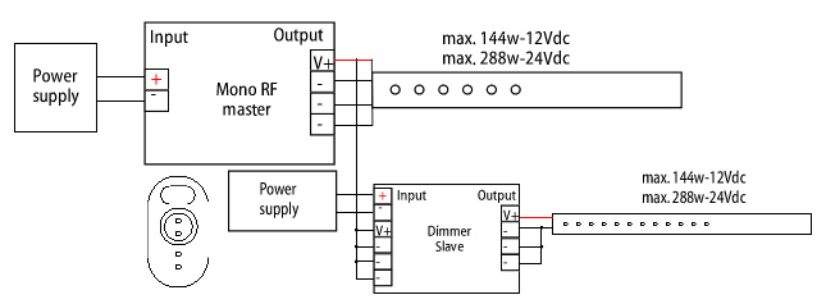 Input
Output
max. 144w-12Vdc
max. 288w-24Vdc
Power
supply
+
-
Mono RF
master
V+
-
-
-
Power
supply
+
-
V+
-
-
-
Input
Output
Dimmer
Slave
V+
-
-
-
max. 144w-12Vdc
max. 288w-24Vdc